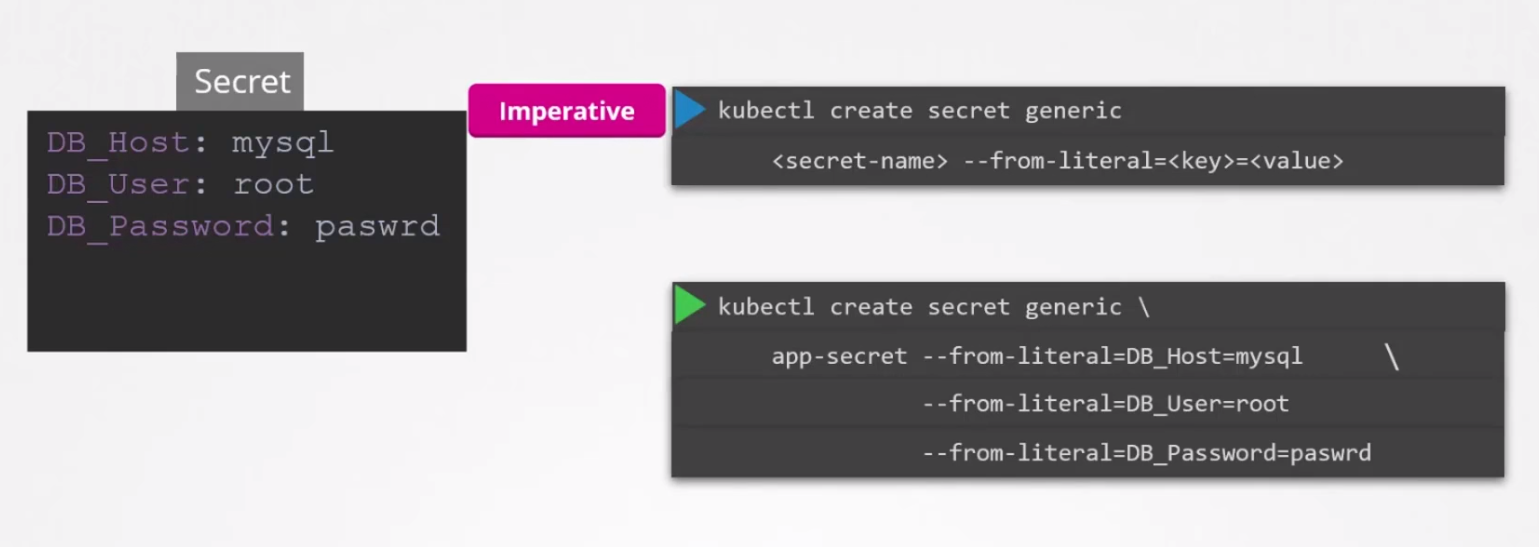 Secret
DB_Host: mysql
DB_User: root
DB_Password: paswrd
Imperative
kubectl create secret generic
<secret-name> --from-literal=<key>=<value>
kubectl create secret generic \
app-secret --from-literal=DB_Host=mysql \
--from-literal=DB_User=root
--from-literal=DB_Password=paswrd